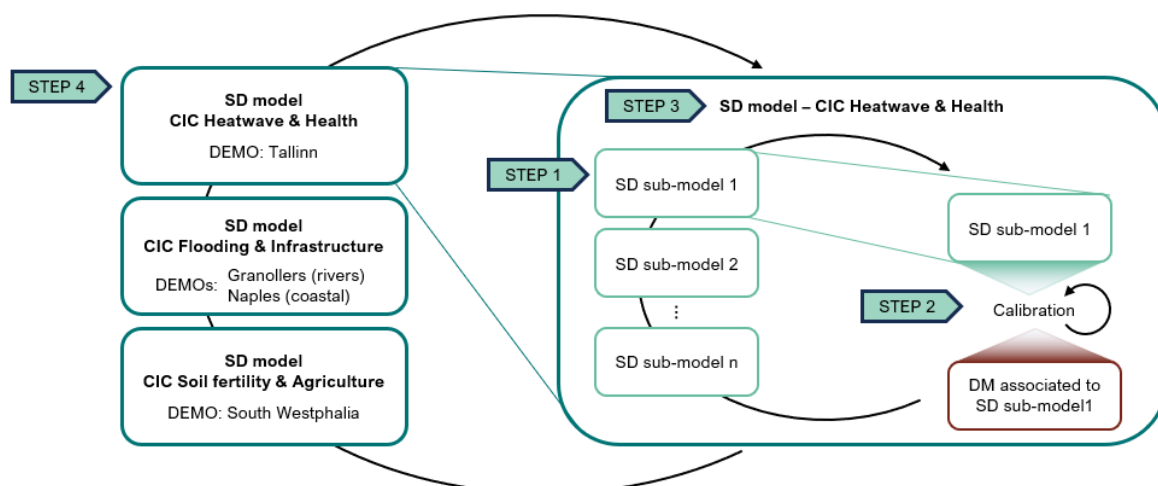 STEP 4
SD model
CIC Heatwave & Health
DEMO: Tallinn
SD model
CIC Flooding & Infrastructure
DEMOs: Granollers (rivers)
Naples (coastal)
SD model
CIC Soil fertility & Agriculture
DEMO: South Westphalia
STEP 3
SD model – CIC Heatwave & Health
STEP 1
SD sub-model 1
SD sub-model 2
...
SD sub-model n
SD sub-model 1
STEP 2
Calibration
DM associated to
SD sub-model1